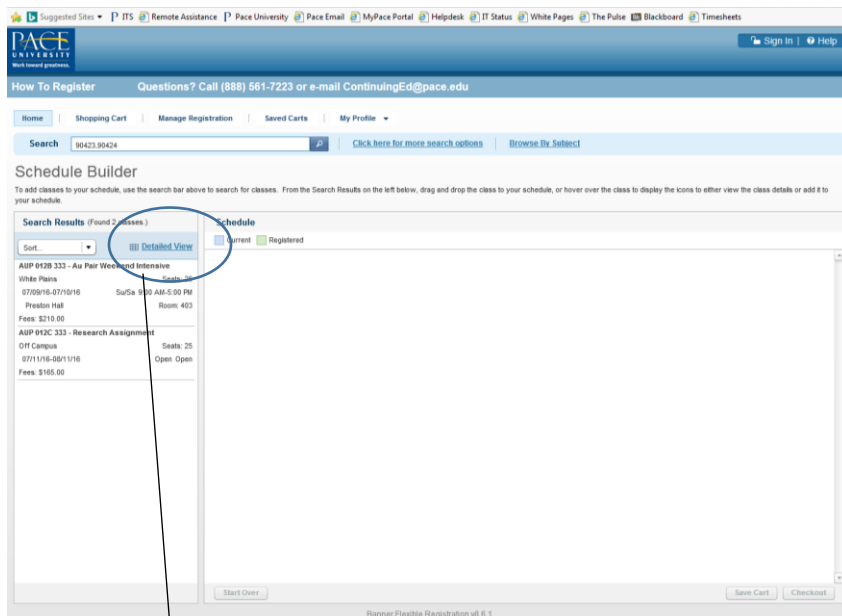 Suggested Sites ▾ P ITS Remote Assistance P Pace University Pace Email MyPace Portal Helpdesk IT Status White Pages The Pulse Blackboard Timesheets
PACE
UNIVERSITY
Work toward greatness.
Sign In | Help
How To Register Questions? Call (888) 561-7223 or e-mail ContinuingEd@pace.edu
Home | Shopping Cart | Manage Registration | Saved Carts | My Profile ▾
Search 90423,90424 Click here for more search options Browse By Subject
Schedule Builder
To add classes to your schedule, use the search bar above to search for classes. From the Search Results on the left below, drag and drop the class to your schedule, or hover over the class to display the icons to either view the class details or add it to
your schedule.
Search Results (Found 2 classes.) Schedule
Sort... Detailed View Current Registered
AUP 012B 333 - Au Pair Weekend Intensive
White Plains Seats: 26
07/09/16-07/10/16 Su/Sa 9:00 AM-5:00 PM
Preston Hall Room: 403
Fees: $210.00
AUP 012C 333 - Research Assignment
Off Campus Seats: 25
07/11/16-08/11/16 Open Open
Fees: $165.00
Start Over Save Cart Checkout
Banner Flexible Registration v8.6.1